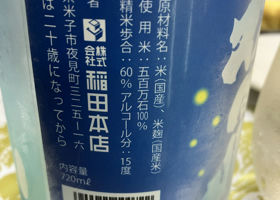 原材料名：米（国産）、米麹（国産米）
使用米：五百万石100%
精米歩合：60% アルコール分：15度
者 株式会社 稲田本店
米子市夜見町三二五ー一六
は二十歳になってから
内容量
720mℓ